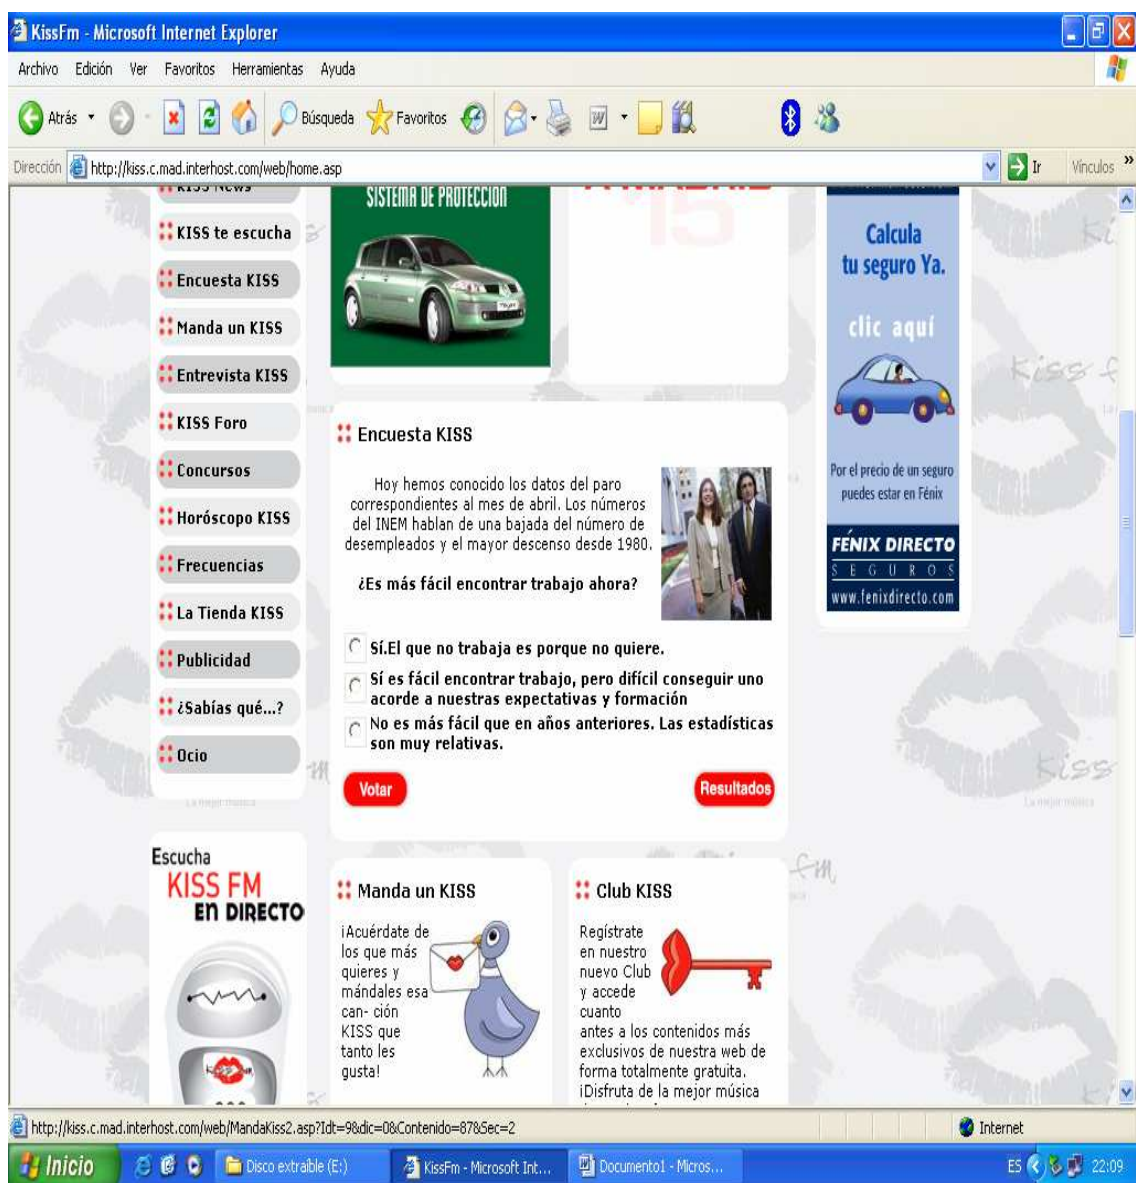 KissFm - Microsoft Internet Explorer
Archivo Edición Ver Favoritos Herramientas Ayuda
Atrás Búsqueda Favoritos
Dirección http://kiss.c.mad.interhost.com/web/home.asp Ir Vínculos »
KISS News
KISS te escucha
Encuesta KISS
Manda un KISS
Entrevista KISS
KISS Foro
Concursos
Horóscopo KISS
Frecuencias
La Tienda KISS
Publicidad
¿Sabías qué...?
Ocio
Escucha
KISS FM
EN DIRECTO
SISTEMA DE PROTECCIÓN
A MADRID
15
Encuesta KISS
Hoy hemos conocido los datos del paro
correspondientes al mes de abril. Los números
del INEM hablan de una bajada del número de
desempleados y el mayor descenso desde 1980.
¿Es más fácil encontrar trabajo ahora?
Sí.El que no trabaja es porque no quiere.
Sí es fácil encontrar trabajo, pero difícil conseguir uno
acorde a nuestras expectativas y formación
No es más fácil que en años anteriores. Las estadísticas
son muy relativas.
Votar Resultados
Manda un KISS
¡Acuérdate de
los que más
quieres y
mándales esa
can- ción
KISS que
tanto les
gusta!
Club KISS
Regístrate
en nuestro
nuevo Club
y accede
cuanto
antes a los contenidos más
exclusivos de nuestra web de
forma totalmente gratuita.
¡Disfruta de la mejor música
Calcula
tu seguro Ya.
clic aquí
Por el precio de un seguro
puedes estar en Fénix
FÉNIX DIRECTO
SEGUROS
www.fenixdirecto.com
Kiss f
Kiss
La mejor música
fm
http://kiss.c.mad.interhost.com/web/MandaKiss2.asp?Idt=9&dic=0&Contenido=87&Sec=2 Internet
Inicio Disco extraíble (E:) KissFm - Microsoft Int... Documento1 - Micros... ES 22:09